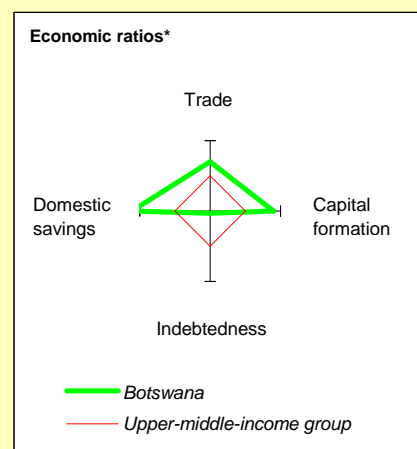 Economic ratios*
Trade
Domestic
savings
Capital
formation
Indebtedness
Botswana
Upper-middle-income group